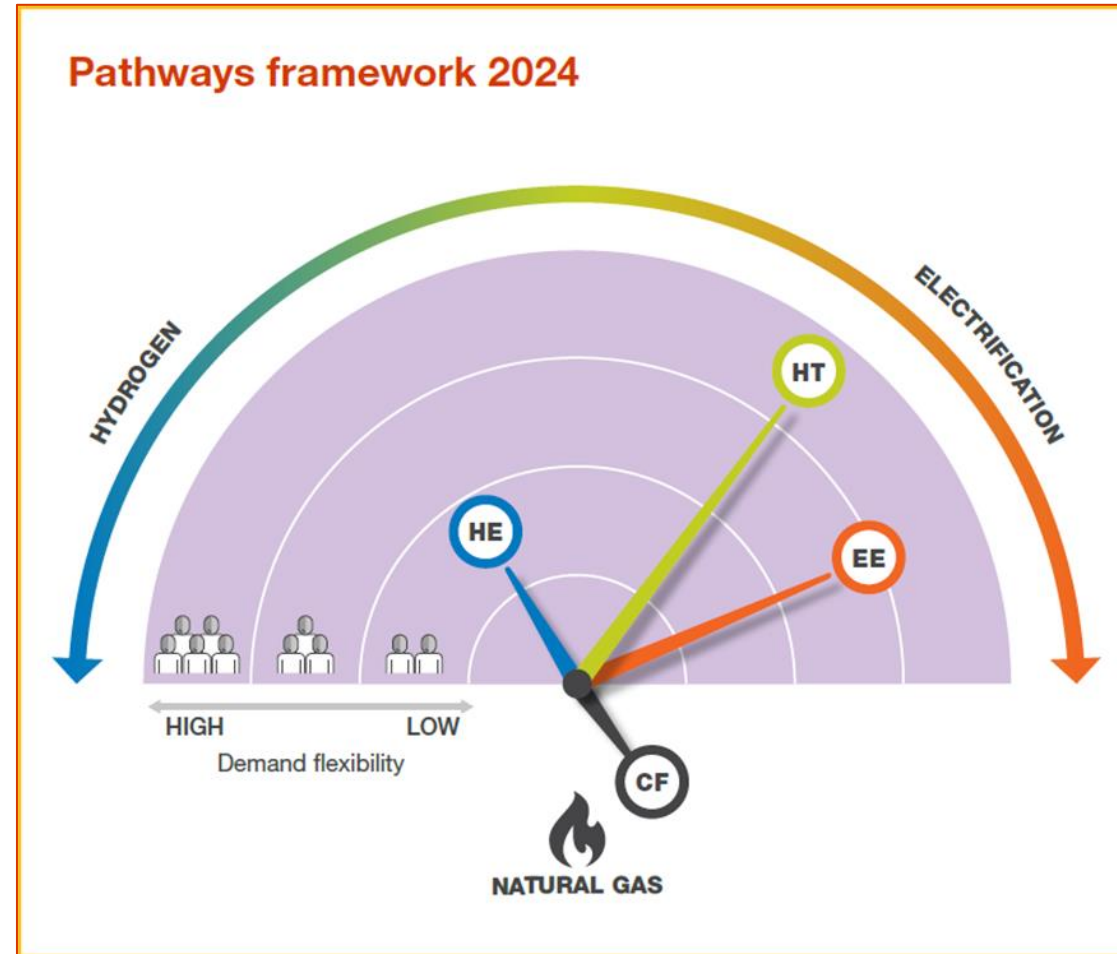 Pathways framework 2024
HYDROGEN
ELECTRIFICATION
HT
HE
EE
HIGH
LOW
Demand flexibility
CF
NATURAL GAS